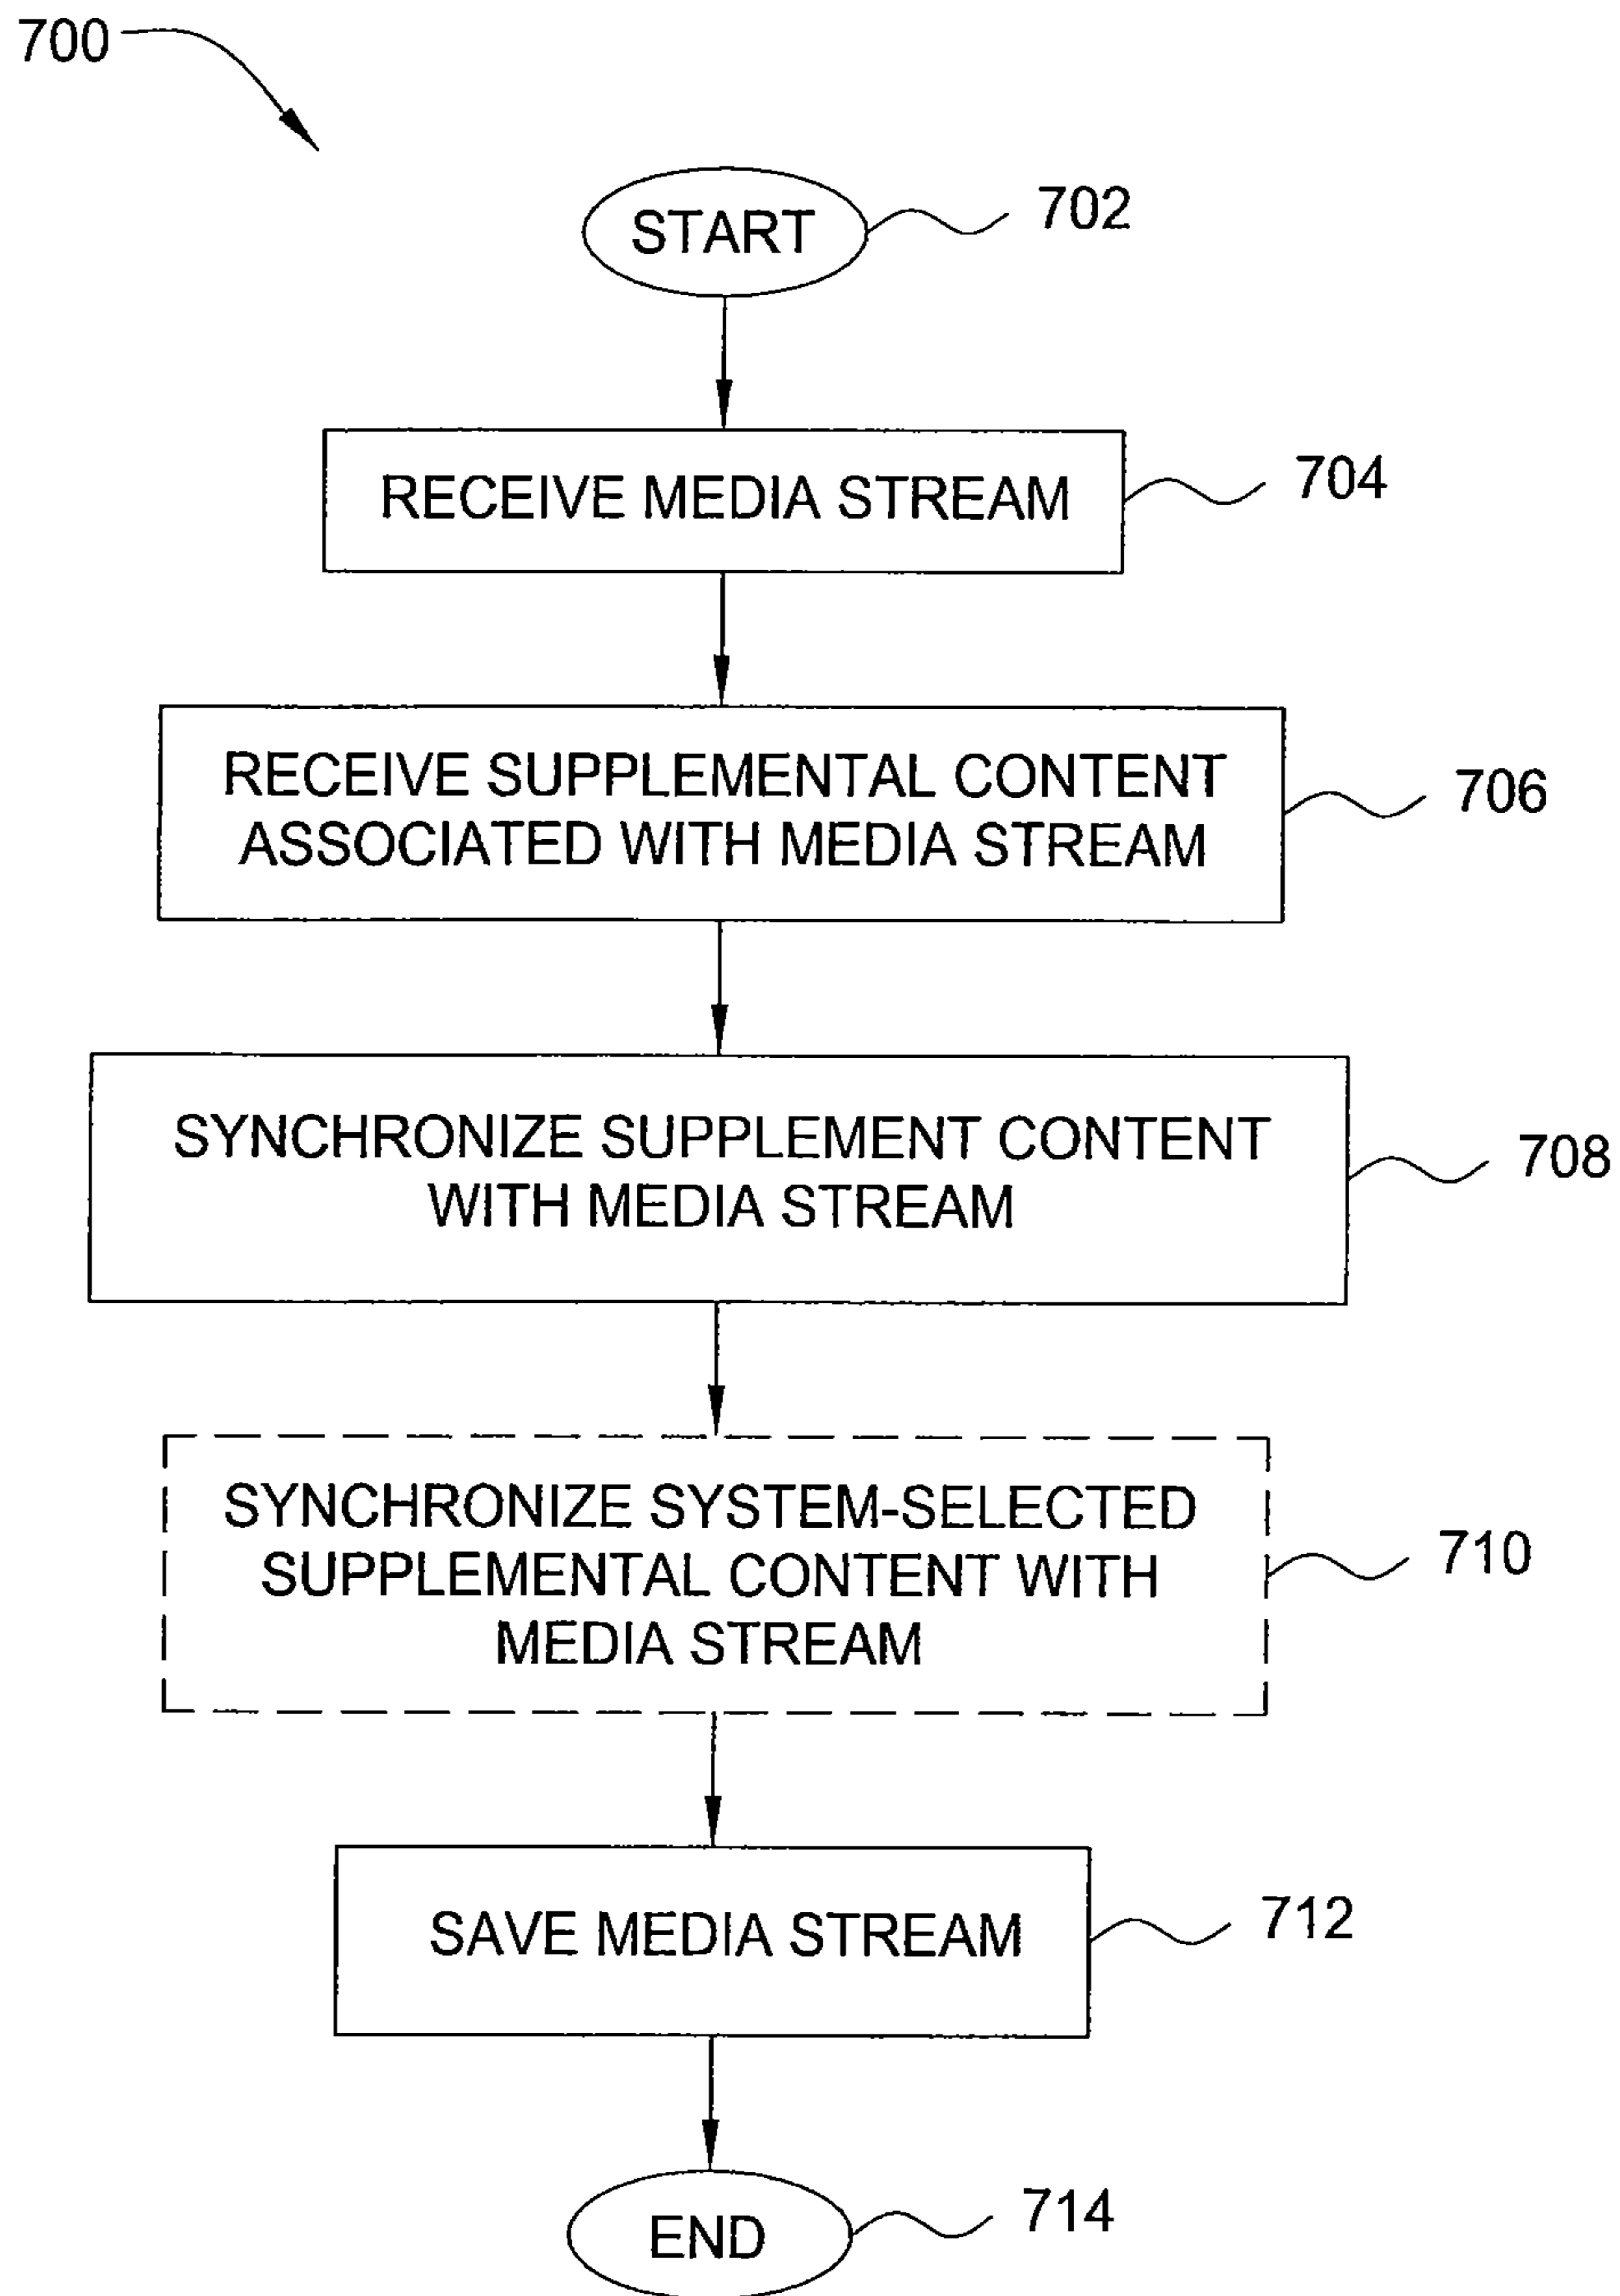 700
START
702
RECEIVE MEDIA STREAM
704
RECEIVE SUPPLEMENTAL CONTENT
ASSOCIATED WITH MEDIA STREAM
706
SYNCHRONIZE SUPPLEMENT CONTENT
WITH MEDIA STREAM
708
SYNCHRONIZE SYSTEM-SELECTED
SUPPLEMENTAL CONTENT WITH
MEDIA STREAM
710
SAVE MEDIA STREAM
712
END
714